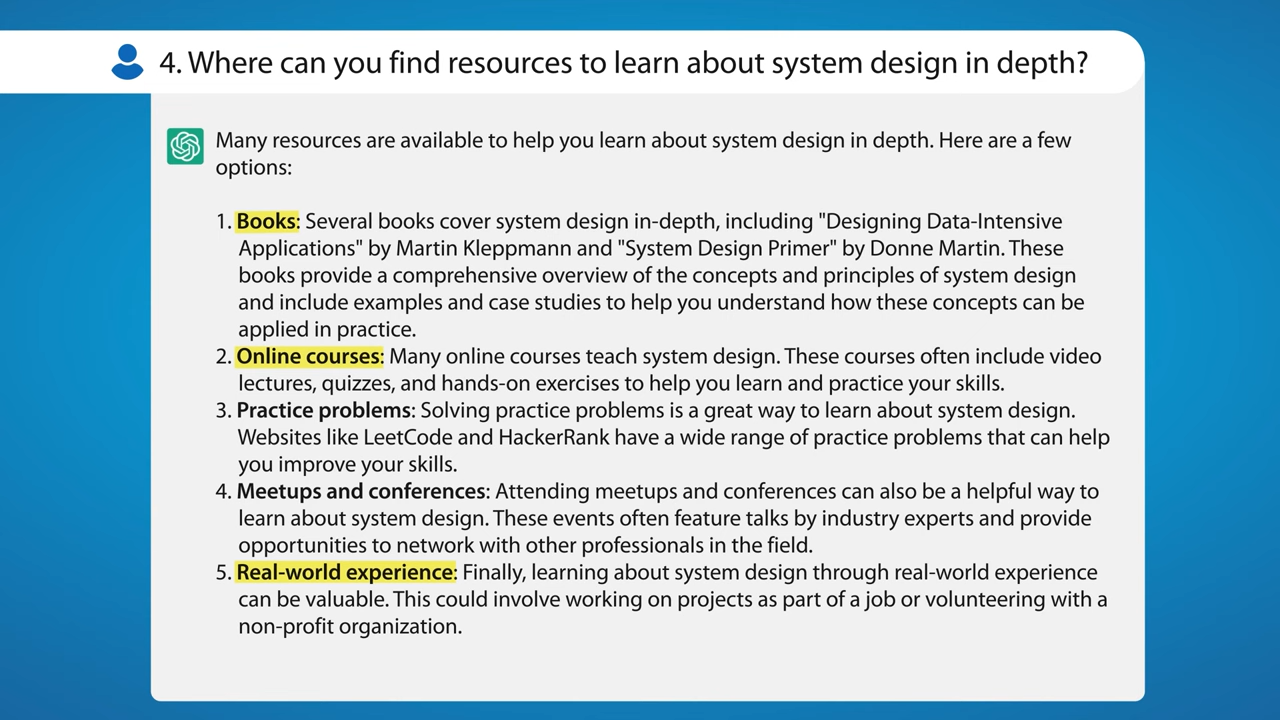 4. Where can you find resources to learn about system design in depth?
Many resources are available to help you learn about system design in depth. Here are a few
options:
1. Books: Several books cover system design in-depth, including "Designing Data-Intensive
Applications" by Martin Kleppmann and "System Design Primer" by Donne Martin. These
books provide a comprehensive overview of the concepts and principles of system design
and include examples and case studies to help you understand how these concepts can be
applied in practice.
2. Online courses: Many online courses teach system design. These courses often include video
lectures, quizzes, and hands-on exercises to help you learn and practice your skills.
3. Practice problems: Solving practice problems is a great way to learn about system design.
Websites like LeetCode and HackerRank have a wide range of practice problems that can help
you improve your skills.
4. Meetups and conferences: Attending meetups and conferences can also be a helpful way to
learn about system design. These events often feature talks by industry experts and provide
opportunities to network with other professionals in the field.
5. Real-world experience: Finally, learning about system design through real-world experience
can be valuable. This could involve working on projects as part of a job or volunteering with a
non-profit organization.